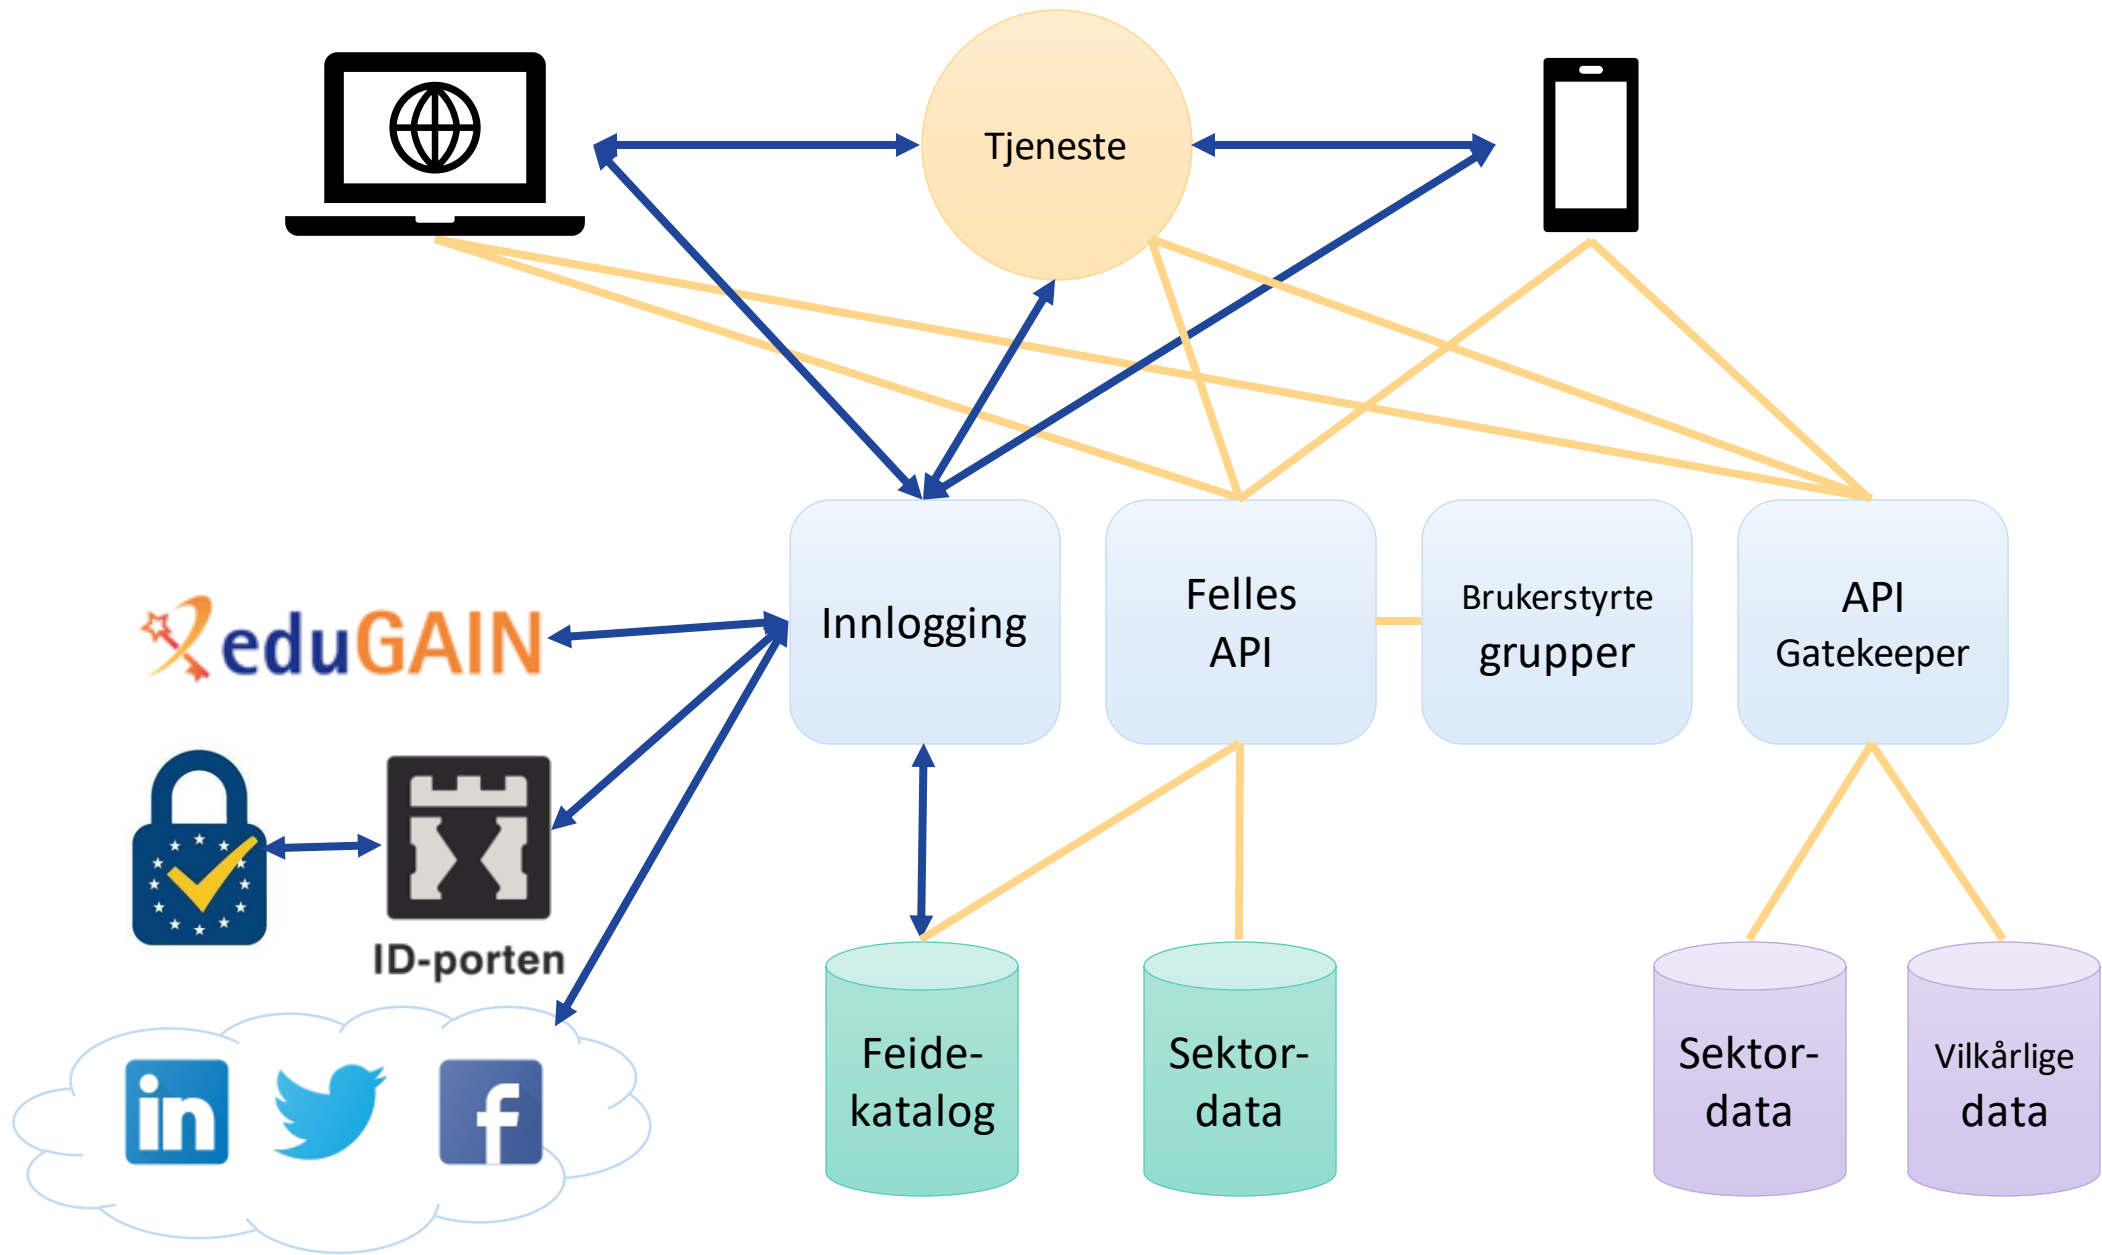 Tjeneste
Innlogging
Felles
API
Brukerstyrte
grupper
API
Gatekeeper
eduGAIN
ID-porten
in
f
Feide-
katalog
Sektor-
data
Sektor-
data
Vilkårlige
data